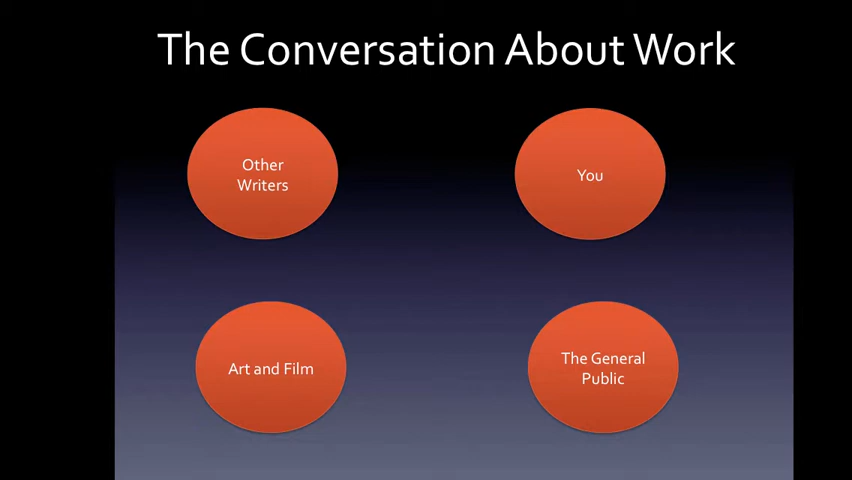 The Conversation About Work
Other
Writers
You
Art and Film
The General
Public